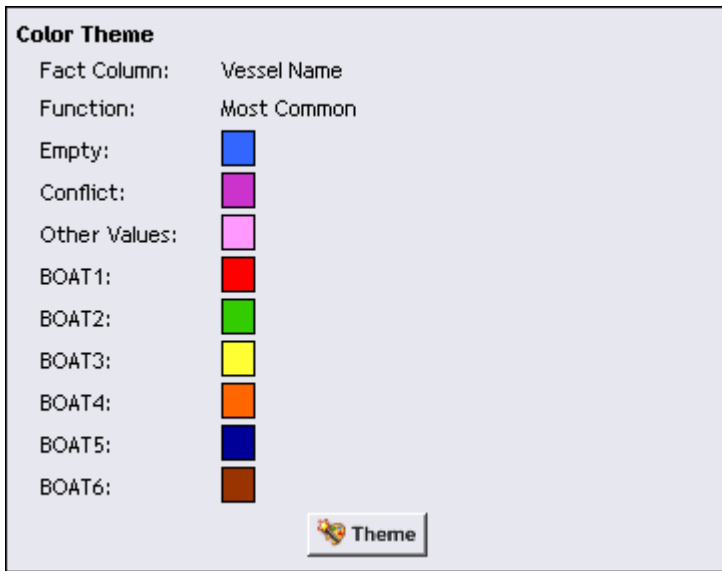 Color Theme
Fact Column: Vessel Name
Function: Most Common
Empty:
Conflict:
Other Values:
BOAT1:
BOAT2:
BOAT3:
BOAT4:
BOAT5:
BOAT6:
Theme